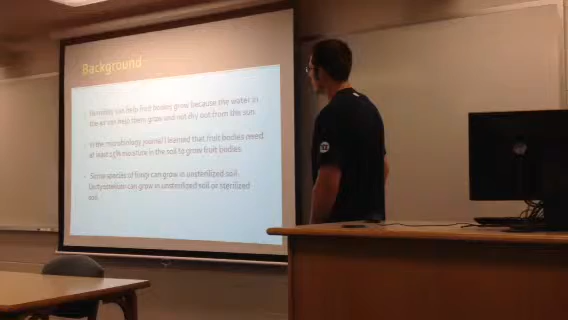 Background
Humidity can help fruit bodies grow because the water in
the air can help them grow and not dry out from the sun.
In the microbiology journal I learned that fruit bodies need
at least 15% moisture in the soil to grow fruit bodies.
Some species of fungi can grow in unsterilized soil.
can grow in unsterilized soil or sterilized
soil.